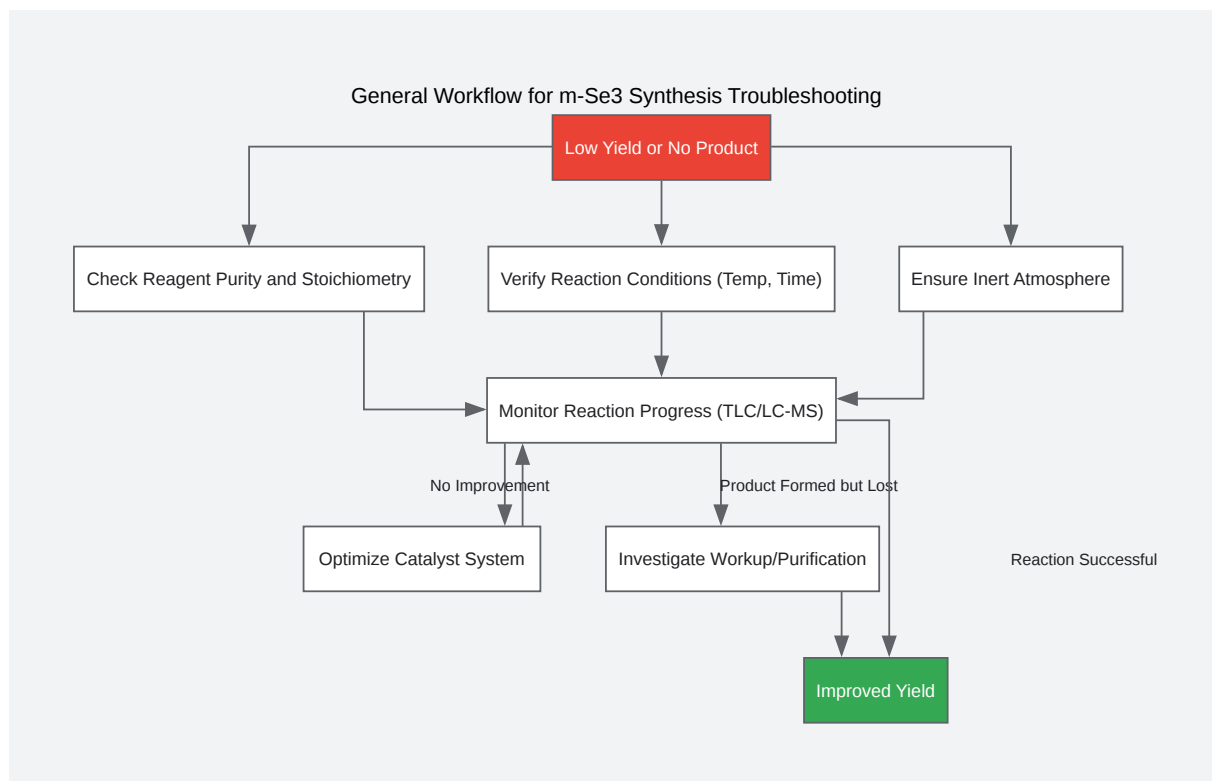 General Workflow for m-Se3 Synthesis Troubleshooting
Low Yield or No Product
Check Reagent Purity and Stoichiometry
Verify Reaction Conditions (Temp, Time)
Ensure Inert Atmosphere
Monitor Reaction Progress (TLC/LC-MS)
No Improvement
Product Formed but Lost
Optimize Catalyst System
Investigate Workup/Purification
Reaction Successful
Improved Yield